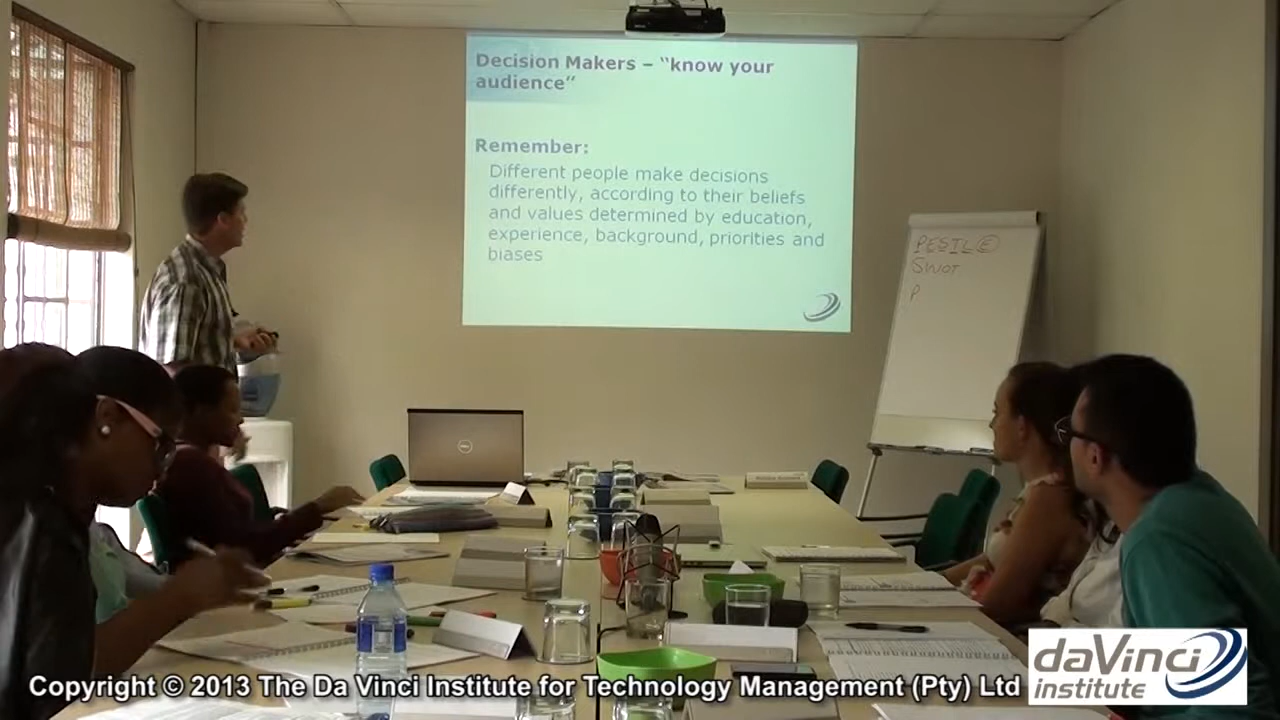 Decision Makers – “know your
audience”
Remember:
Different people make decisions
differently, according to their beliefs
and values determined by education,
experience, background, priorities and
biases
PESTLE
SWOT
P
DELL
Copyright © 2013 The Da Vinci Institute for Technology Management (Pty) Ltd
daVinci
institute